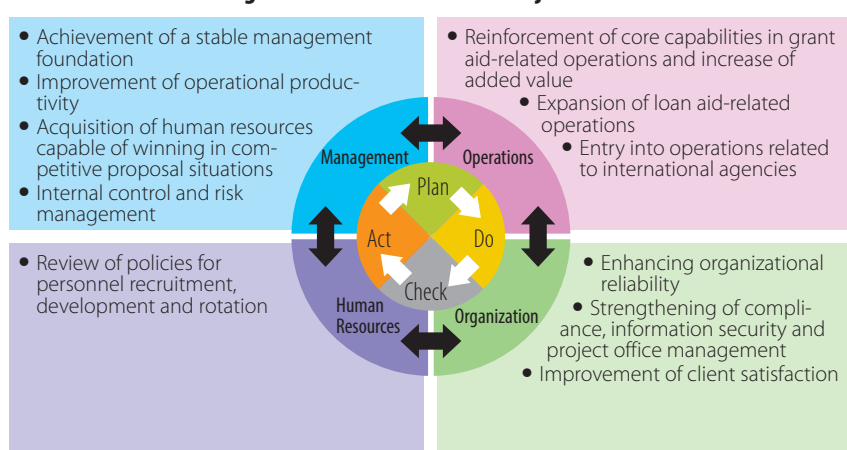 • Achievement of a stable management
foundation
• Improvement of operational produc-
tivity
• Acquisition of human resources
capable of winning in com-
petitive proposal situations
• Internal control and risk
management
• Reinforcement of core capabilities in grant
aid-related operations and increase of
added value
• Expansion of loan aid-related
operations
• Entry into operations related
to international agencies
Management
Operations
Plan
Act
Do
Check
Human
Resources
Organization
• Review of policies for
personnel recruitment,
development and rotation
• Enhancing organizational
reliability
• Strengthening of compli-
ance, information security and
project office management
• Improvement of client satisfaction